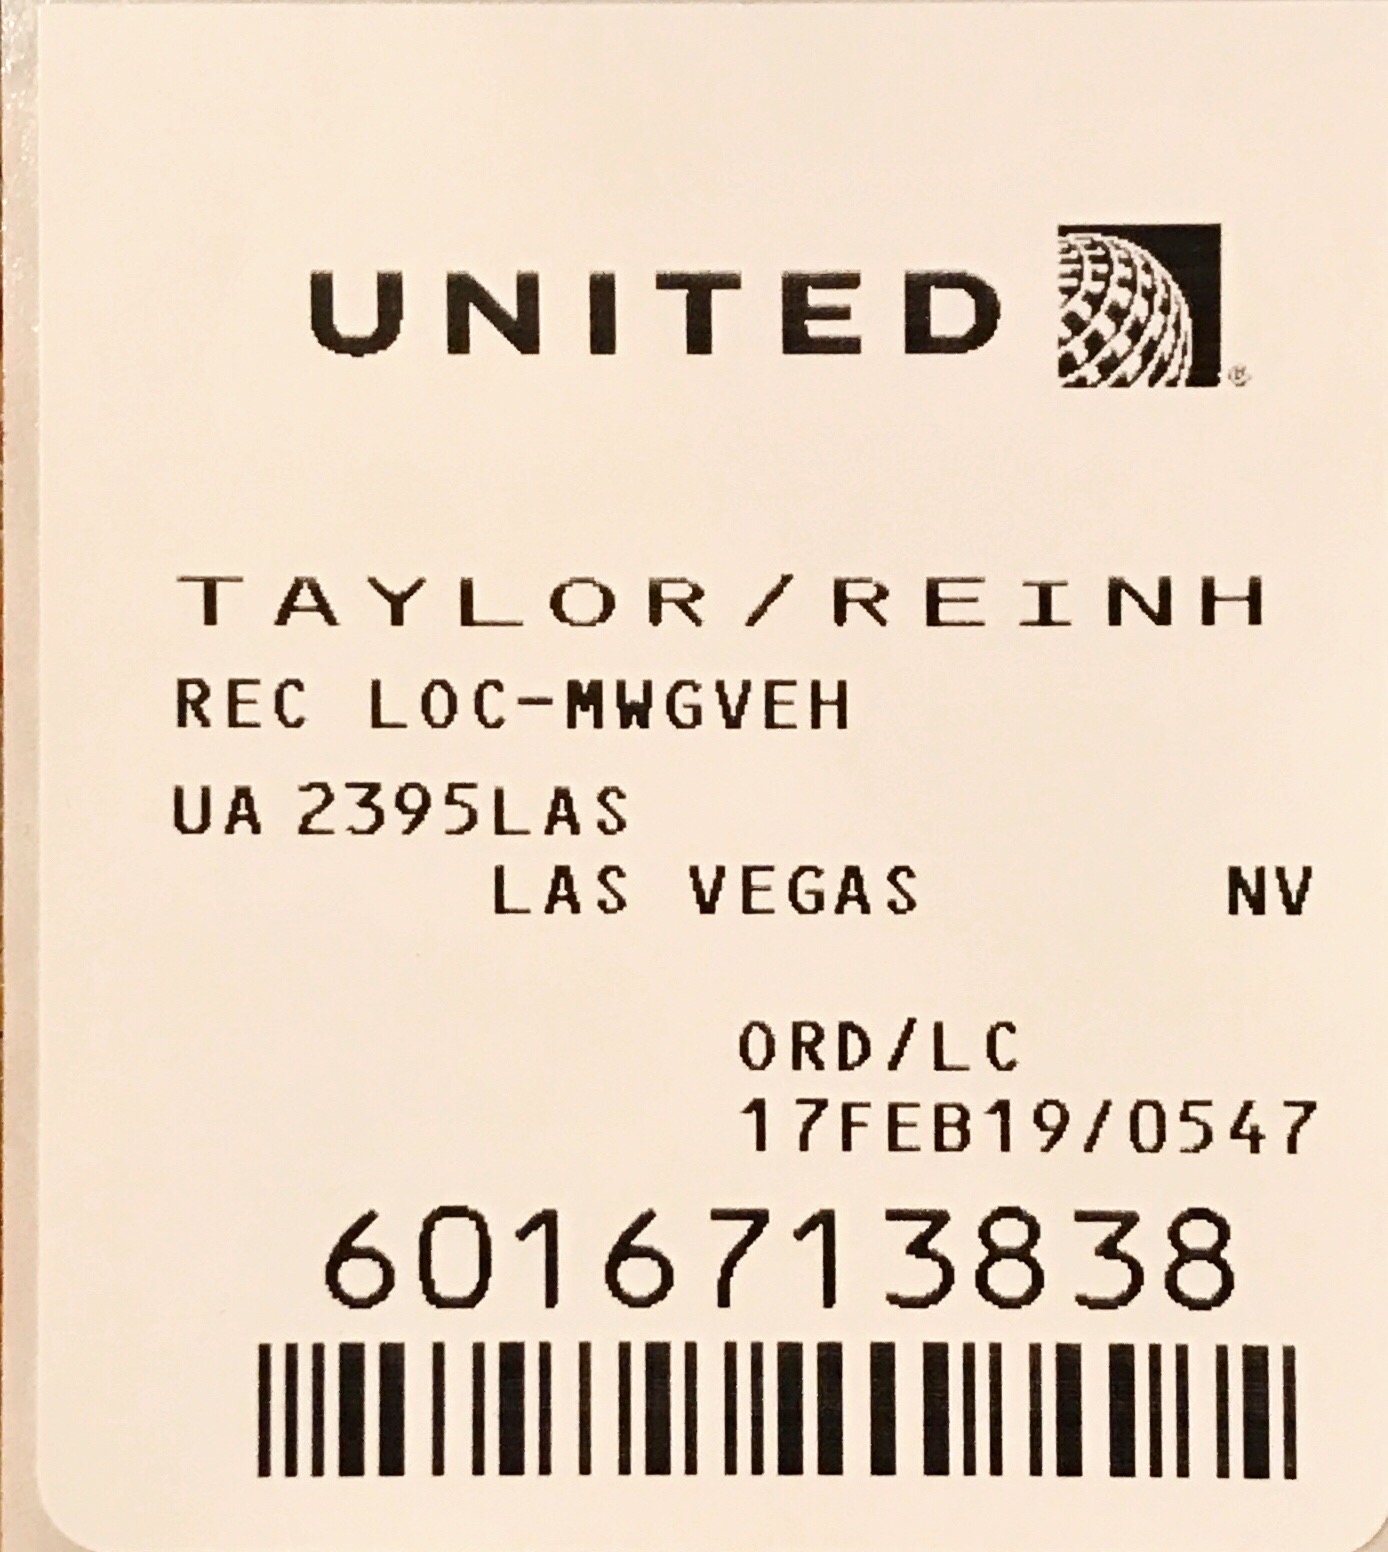 UNITED
TAYLOR/REINH
REC LOC-MWGVEH
UA 2395LAS
LAS VEGAS NV
ORD/LC
17FEB19/0547
6016713838